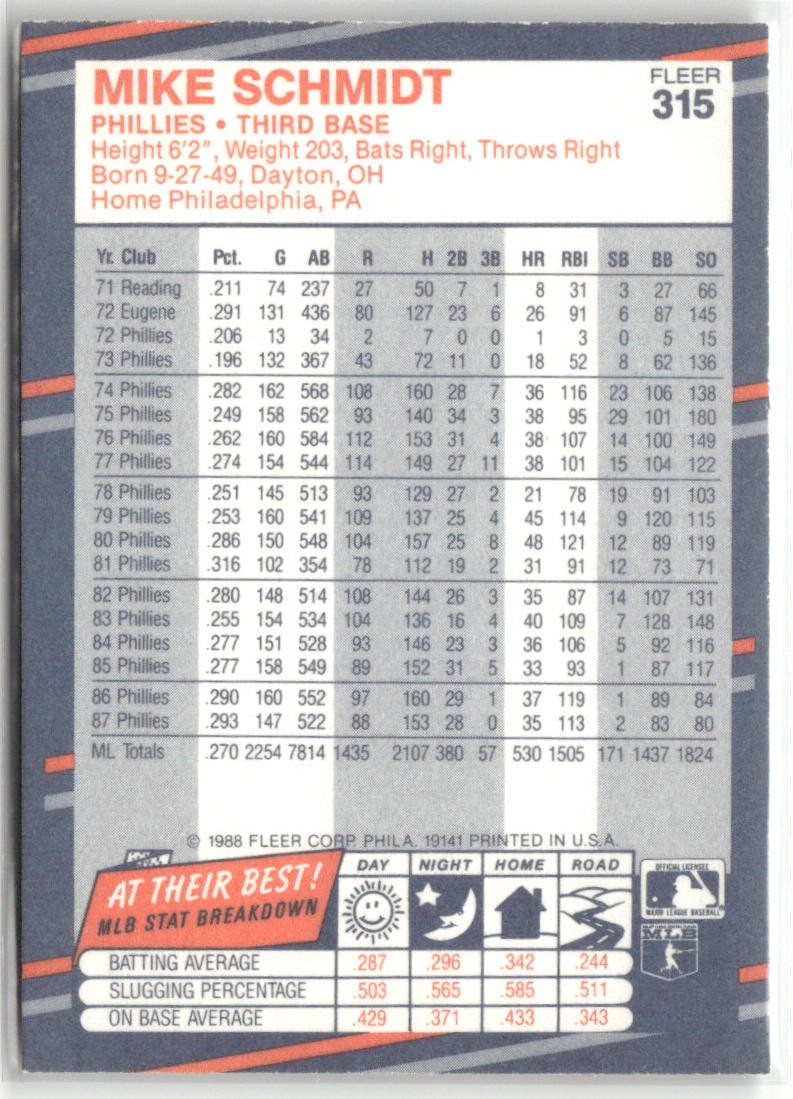 MIKE SCHMIDT
FLEER
315
PHILLIES • THIRD BASE
Height 6'2", Weight 203, Bats Right, Throws Right
Born 9-27-49, Dayton, OH
Home Philadelphia, PA
Yr. Club Pct. G AB R H 2B 3B HR RBI SB BB SO
71 Reading .211 74 237 27 50 7 1 8 31 3 27 66
72 Eugene .291 131 436 80 127 23 6 26 91 6 87 145
72 Phillies .206 13 34 2 7 0 0 1 3 0 5 15
73 Phillies .196 132 367 43 72 11 0 18 52 8 62 136
74 Phillies .282 162 568 108 160 28 7 36 116 23 106 138
75 Phillies .249 158 562 93 140 34 3 38 95 29 101 180
76 Phillies .262 160 584 112 153 31 4 38 107 14 100 149
77 Phillies .274 154 544 114 149 27 11 38 101 15 104 122
78 Phillies .251 145 513 93 129 27 2 21 78 19 91 103
79 Phillies .253 160 541 109 137 25 4 45 114 9 120 115
80 Phillies .286 150 548 104 157 25 8 48 121 12 89 119
81 Phillies .316 102 354 78 112 19 2 31 91 12 73 71
82 Phillies .280 148 514 108 144 26 3 35 87 14 107 131
83 Phillies .255 154 534 104 136 16 4 40 109 7 128 148
84 Phillies .277 151 528 93 146 23 3 36 106 5 92 116
85 Phillies .277 158 549 89 152 31 5 33 93 1 87 117
86 Phillies .290 160 552 97 160 29 1 37 119 1 89 84
87 Phillies .293 147 522 88 153 28 0 35 113 2 83 80
ML Totals .270 2254 7814 1435 2107 380 57 530 1505 171 1437 1824
© 1988 FLEER CORP. PHILA. 19141 PRINTED IN U.S.A.
AT THEIR BEST!
MLB STAT BREAKDOWN
DAY NIGHT HOME ROAD
BATTING AVERAGE .287 .296 .342 .244
SLUGGING PERCENTAGE .503 .565 .585 .511
ON BASE AVERAGE .429 .371 .433 .343
OFFICIAL LICENSEE
MAJOR LEAGUE BASEBALL
MLB